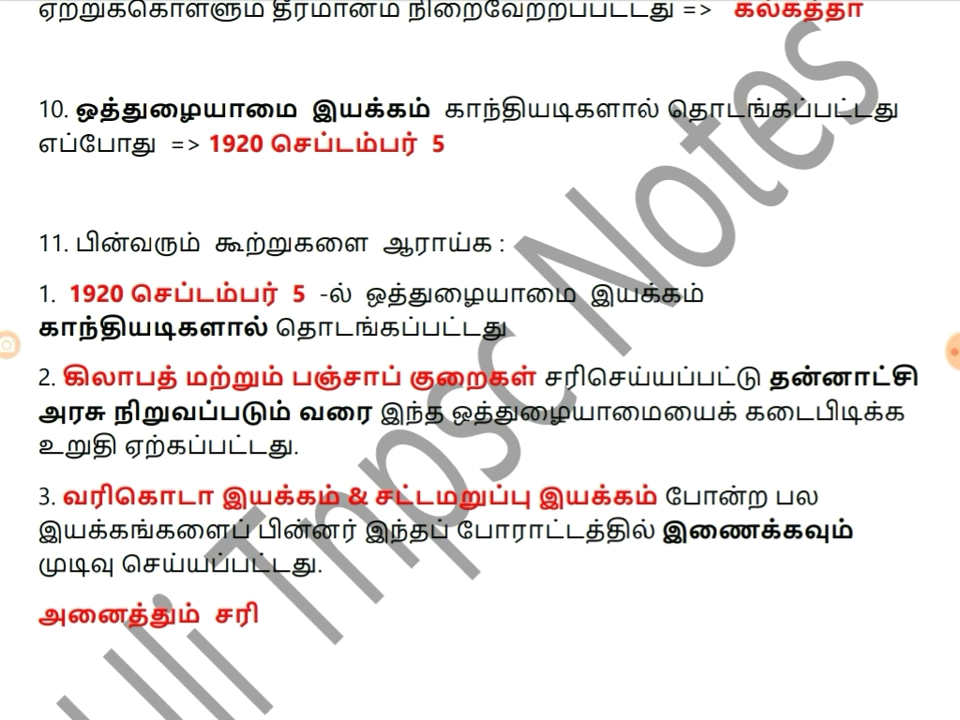 ஏற்றுக்கொள்ளும் தீர்மானம் நிறைவேற்றப்பட்டது => கல்கத்தா
10. ஒத்துழையாமை இயக்கம் காந்தியடிகளால் தொடங்கப்பட்டது
எப்போது => 1920 செப்டம்பர் 5
11. பின்வரும் கூற்றுகளை ஆராய்க :
1. 1920 செப்டம்பர் 5 -ல் ஒத்துழையாமை இயக்கம்
காந்தியடிகளால் தொடங்கப்பட்டது
2. கிலாபத் மற்றும் பஞ்சாப் குறைகள் சரிசெய்யப்பட்டு தன்னாட்சி
அரசு நிறுவப்படும் வரை இந்த ஒத்துழையாமையைக் கடைபிடிக்க
உறுதி ஏற்கப்பட்டது.
3. வரிகொடா இயக்கம் & சட்டமறுப்பு இயக்கம் போன்ற பல
இயக்கங்களைப் பின்னர் இந்தப் போராட்டத்தில் இணைக்கவும்
முடிவு செய்யப்பட்டது.
அனைத்தும் சரி
Tnpsc Notes